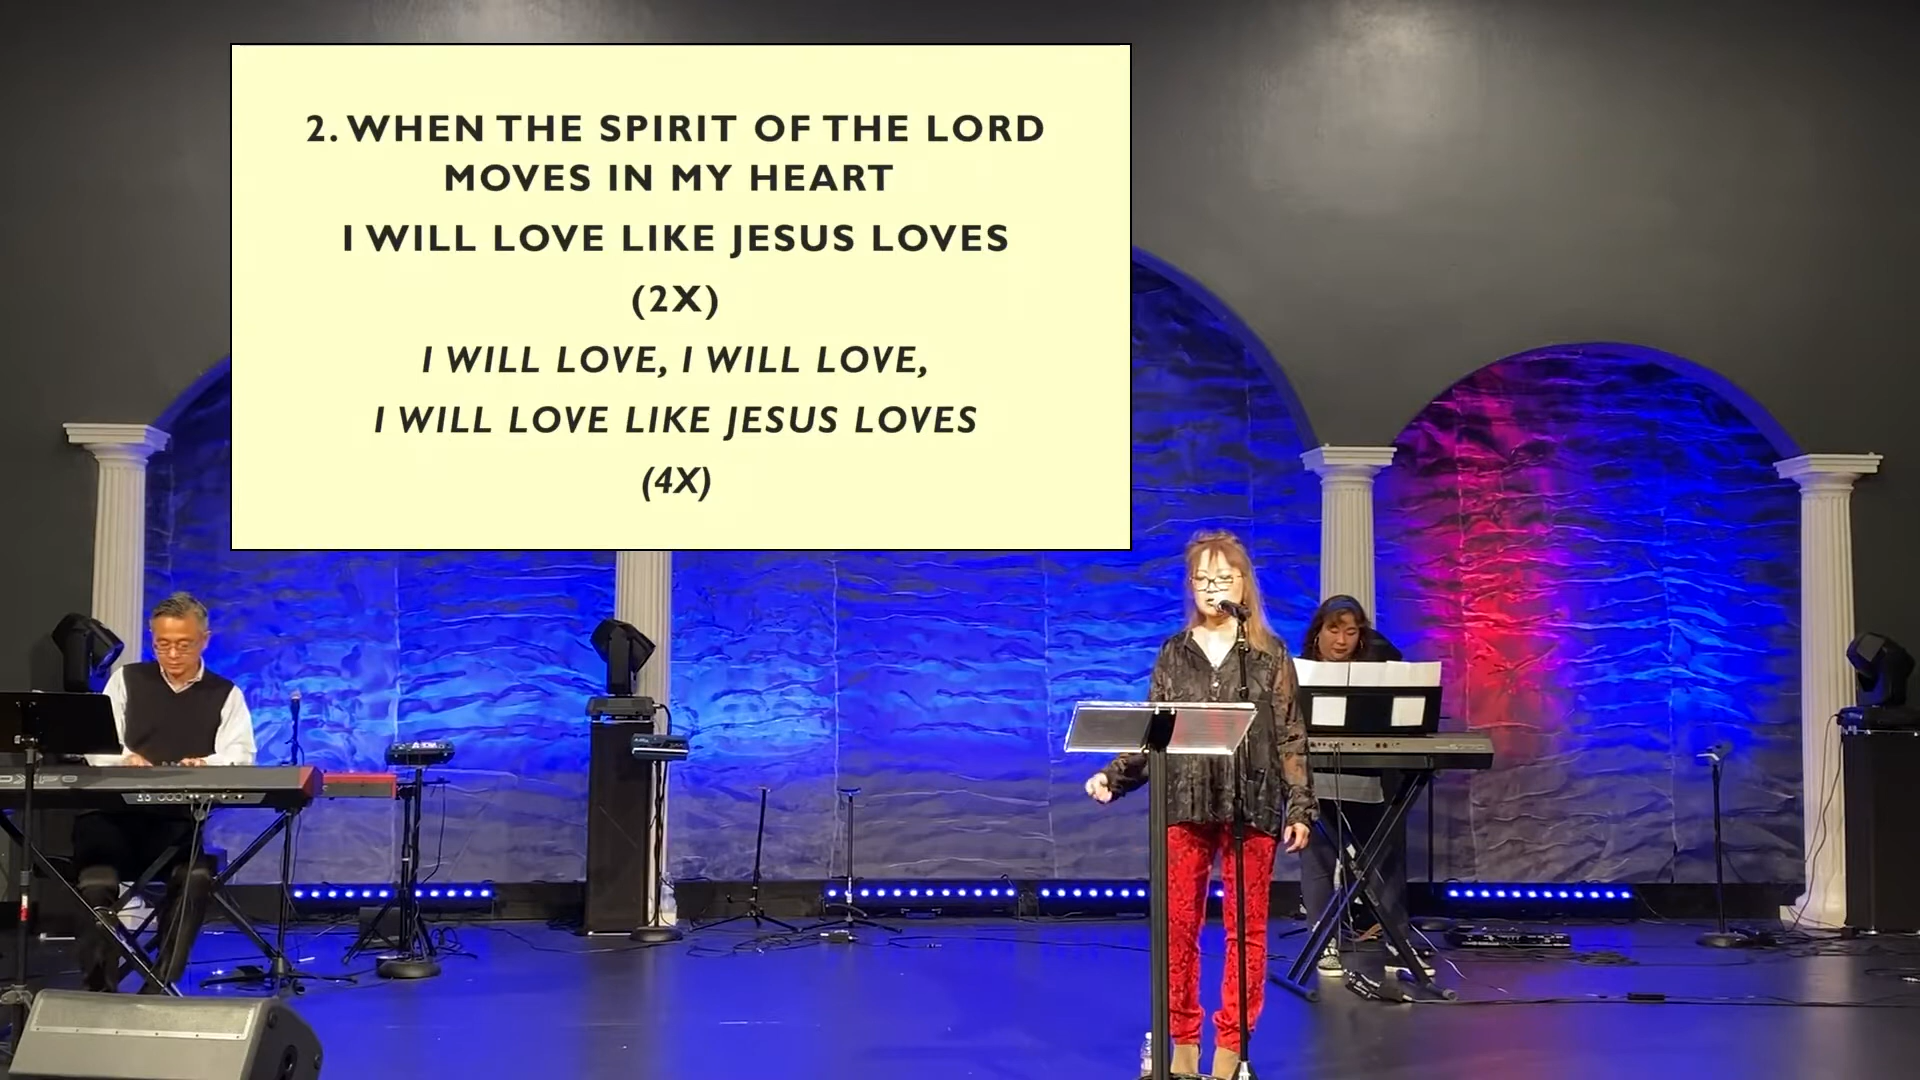 2. WHEN THE SPIRIT OF THE LORD
MOVES IN MY HEART
I WILL LOVE LIKE JESUS LOVES
(2X)
I WILL LOVE, I WILL LOVE,
I WILL LOVE LIKE JESUS LOVES
(4X)